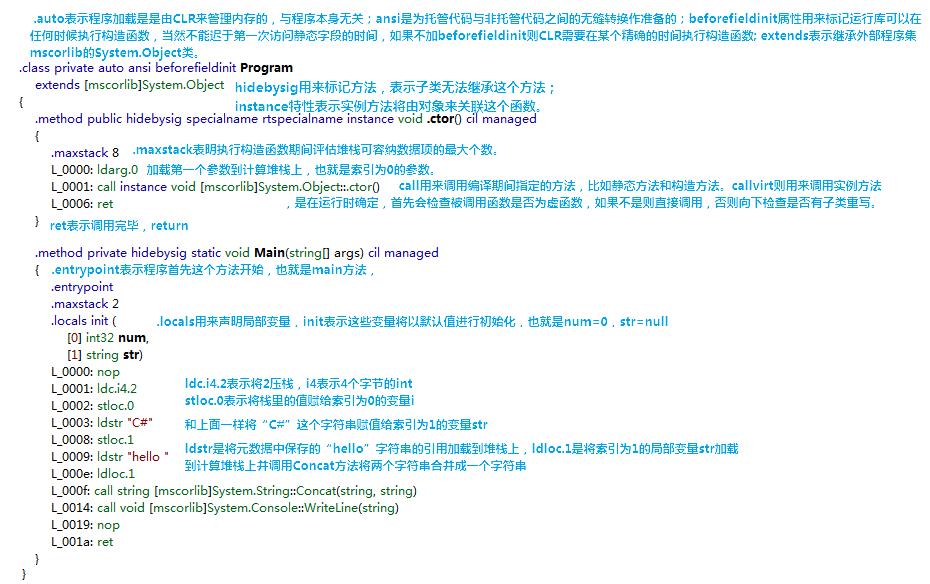 .auto表示程序加载是是由CLR来管理内存的，与程序本身无关；ansi是为托管代码与非托管代码之间的无缝转换作准备的；beforefieldinit属性用来标记运行库可以在
任何时候执行构造函数，当然不能迟于第一次访问静态字段的时间，如果不加beforefieldinit则CLR需要在某个精确的时间执行构造函数; extends表示继承外部程序集
mscorlib的System.Object类。
.class private auto ansi beforefieldinit Program
extends [mscorlib]System.Object
hidebysig用来标记方法，表示子类无法继承这个方法；
instance特性表示实例方法将由对象来关联这个函数。
{
.method public hidebysig specialname rtspecialname instance void .ctor() cil managed
{
.maxstack 8 .maxstack表明执行构造函数期间评估堆栈可容纳数据项的最大个数。
L_0000: ldarg.0 加载第一个参数到计算堆栈上，也就是索引为0的参数。
L_0001: call instance void [mscorlib]System.Object::.ctor() call用来调用编译期间指定的方法，比如静态方法和构造方法。callvirt则用来调用实例方法
L_0006: ret ，是在运行时确定，首先会检查被调用函数是否为虚函数，如果不是则直接调用，否则向下检查是否有子类重写。
} ret表示调用完毕，return
.method private hidebysig static void Main(string[] args) cil managed
{ .entrypoint表示程序首先这个方法开始，也就是main方法，
.entrypoint
.maxstack 2
.locals init ( .locals用来声明局部变量，init表示这些变量将以默认值进行初始化，也就是num=0，str=null
[0] int32 num,
[1] string str)
L_0000: nop
L_0001: ldc.i4.2 ldc.i4.2表示将2压栈，i4表示4个字节的int
L_0002: stloc.0 stloc.0表示将栈里的值赋给索引为0的变量i
L_0003: ldstr "C#" 和上面一样将“C#”这个字符串赋值给索引为1的变量str
L_0008: stloc.1
L_0009: ldstr "hello " ldstr是将元数据中保存的“hello”字符串的引用加载到堆栈上，ldloc.1是将索引为1的局部变量str加载
L_000e: ldloc.1 到计算堆栈上并调用Concat方法将两个字符串合并成一个字符串
L_000f: call string [mscorlib]System.String::Concat(string, string)
L_0014: call void [mscorlib]System.Console::WriteLine(string)
L_0019: nop
L_001a: ret
}
}